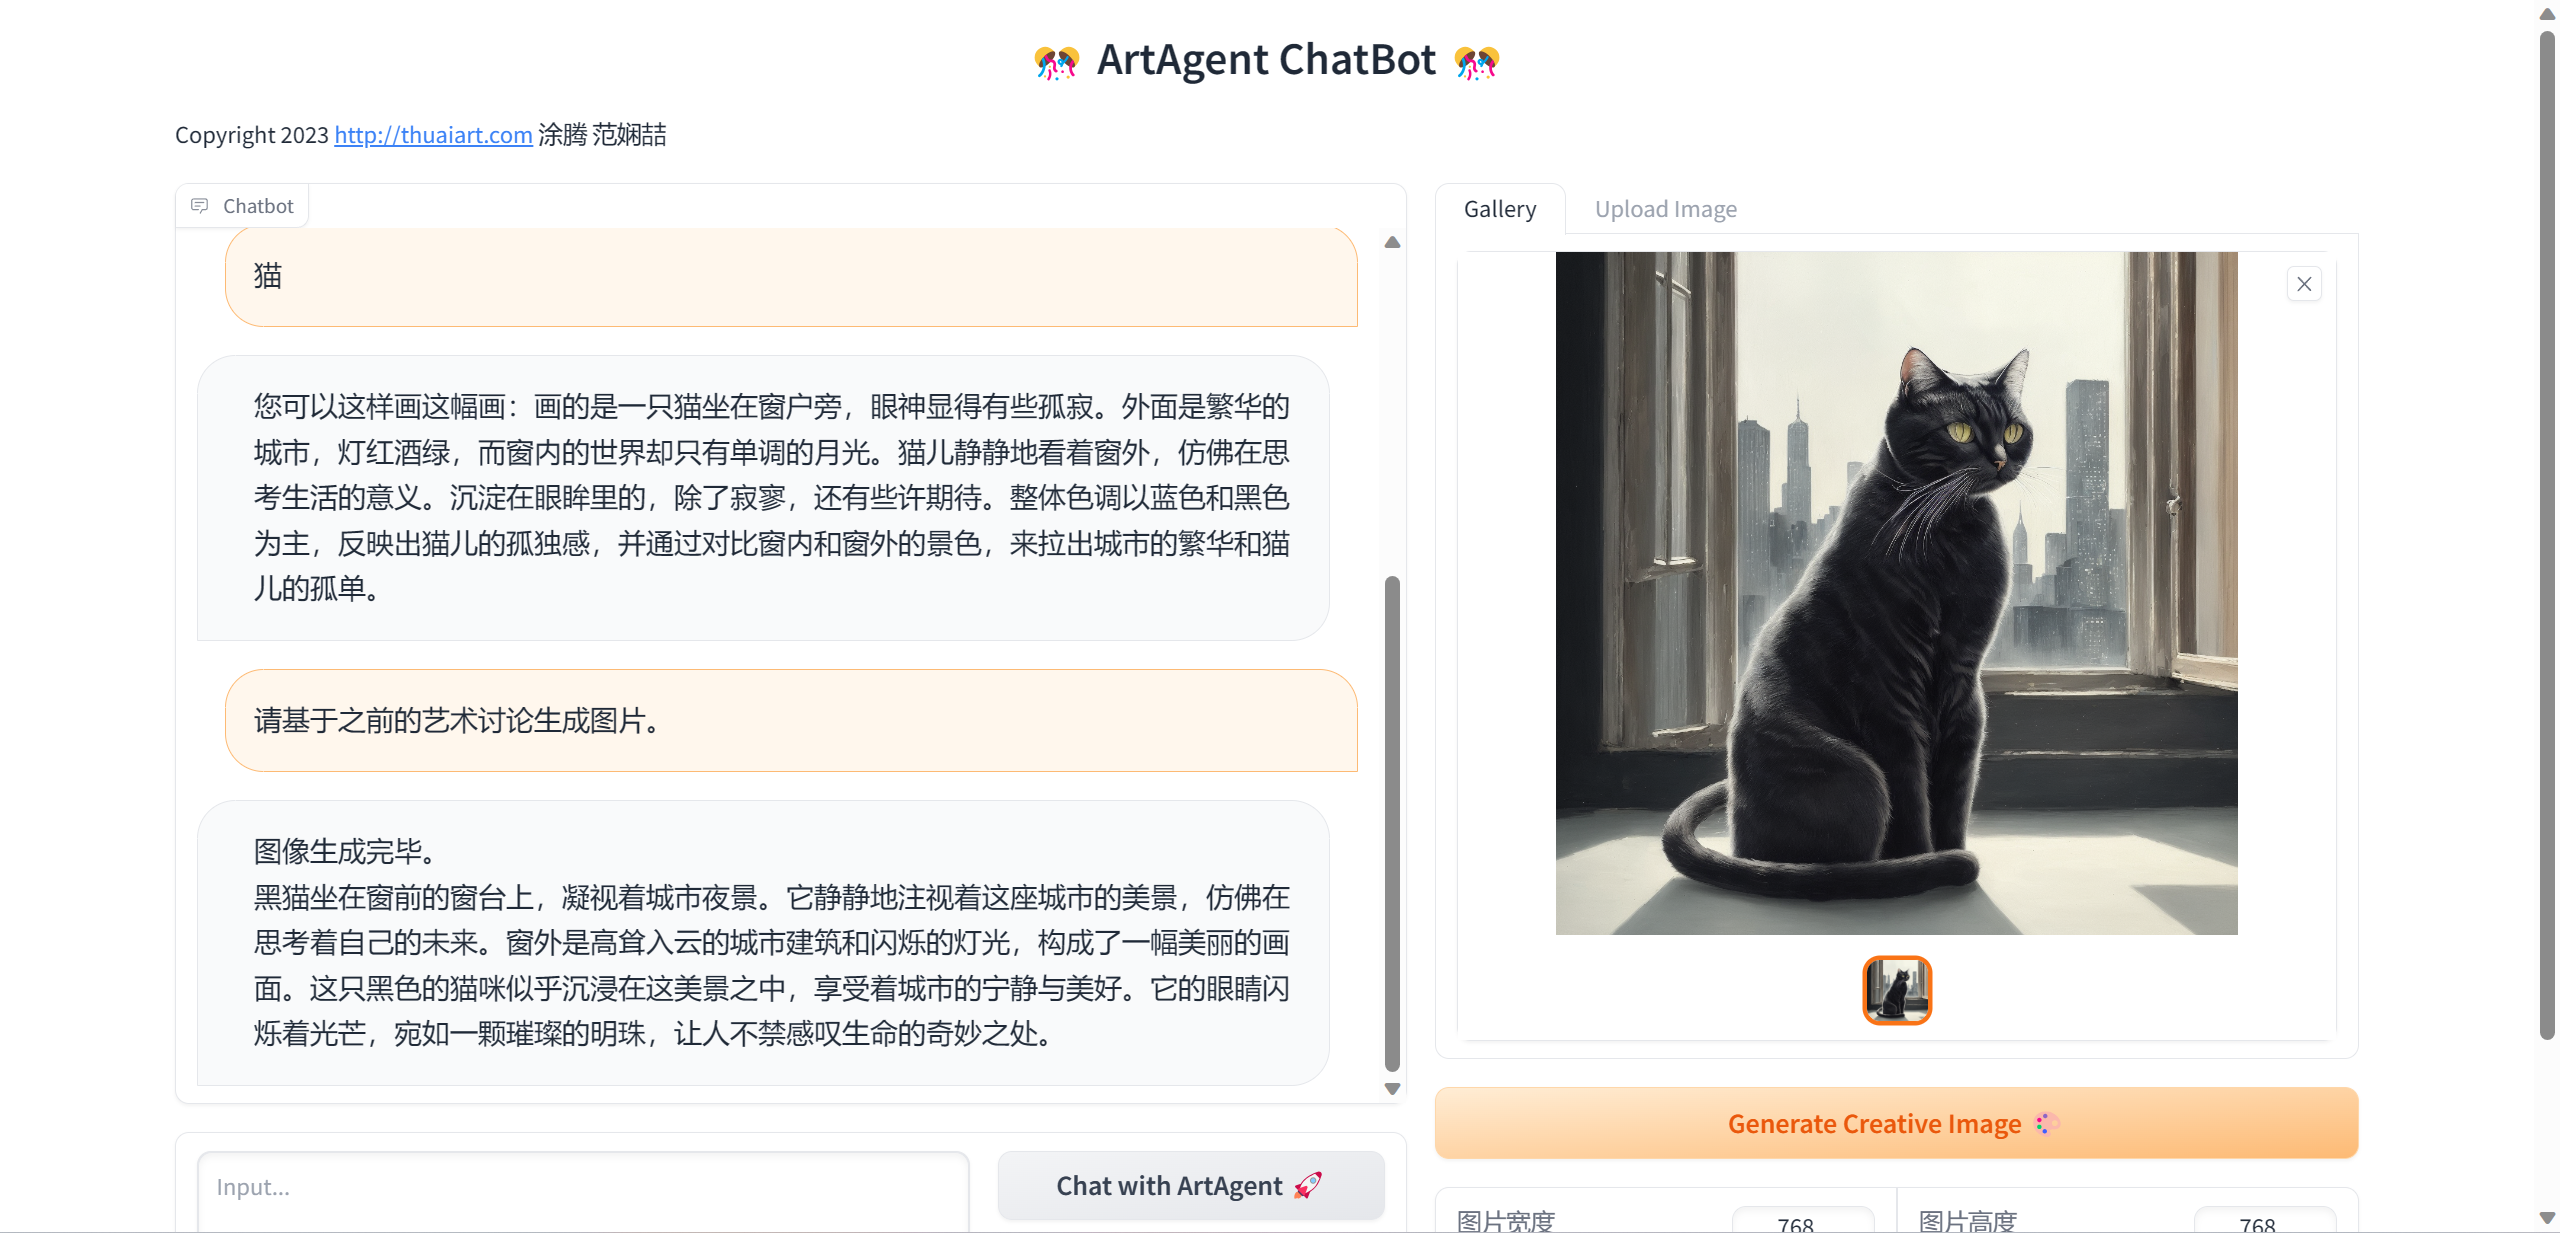 ArtAgent ChatBot
Copyright 2023 http://thuaiart.com 涂腾 范娴喆
Chatbot
猫
您可以这样画这幅画：画的是一只猫坐在窗户旁，眼神显得有些孤寂。外面是繁华的
城市，灯红酒绿，而窗内的世界却只有单调的月光。猫儿静静地看着窗外，仿佛在思
考生活的意义。沉淀在眼眸里的，除了寂寥，还有些许期待。整体色调以蓝色和黑色
为主，反映出猫儿的孤独感，并通过对比窗内和窗外的景色，来拉出城市的繁华和猫
儿的孤单。
请基于之前的艺术讨论生成图片。
图像生成完毕。
黑猫坐在窗前的窗台上，凝视着城市夜景。它静静地注视着这座城市的美景，仿佛在
思考着自己的未来。窗外是高耸入云的城市建筑和闪烁的灯光，构成了一幅美丽的画
面。这只黑色的猫咪似乎沉浸在这美景之中，享受着城市的宁静与美好。它的眼睛闪
烁着光芒，宛如一颗璀璨的明珠，让人不禁感叹生命的奇妙之处。
Input...
Chat with ArtAgent
Gallery
Upload Image
Generate Creative Image
图片宽度
768
图片高度
768